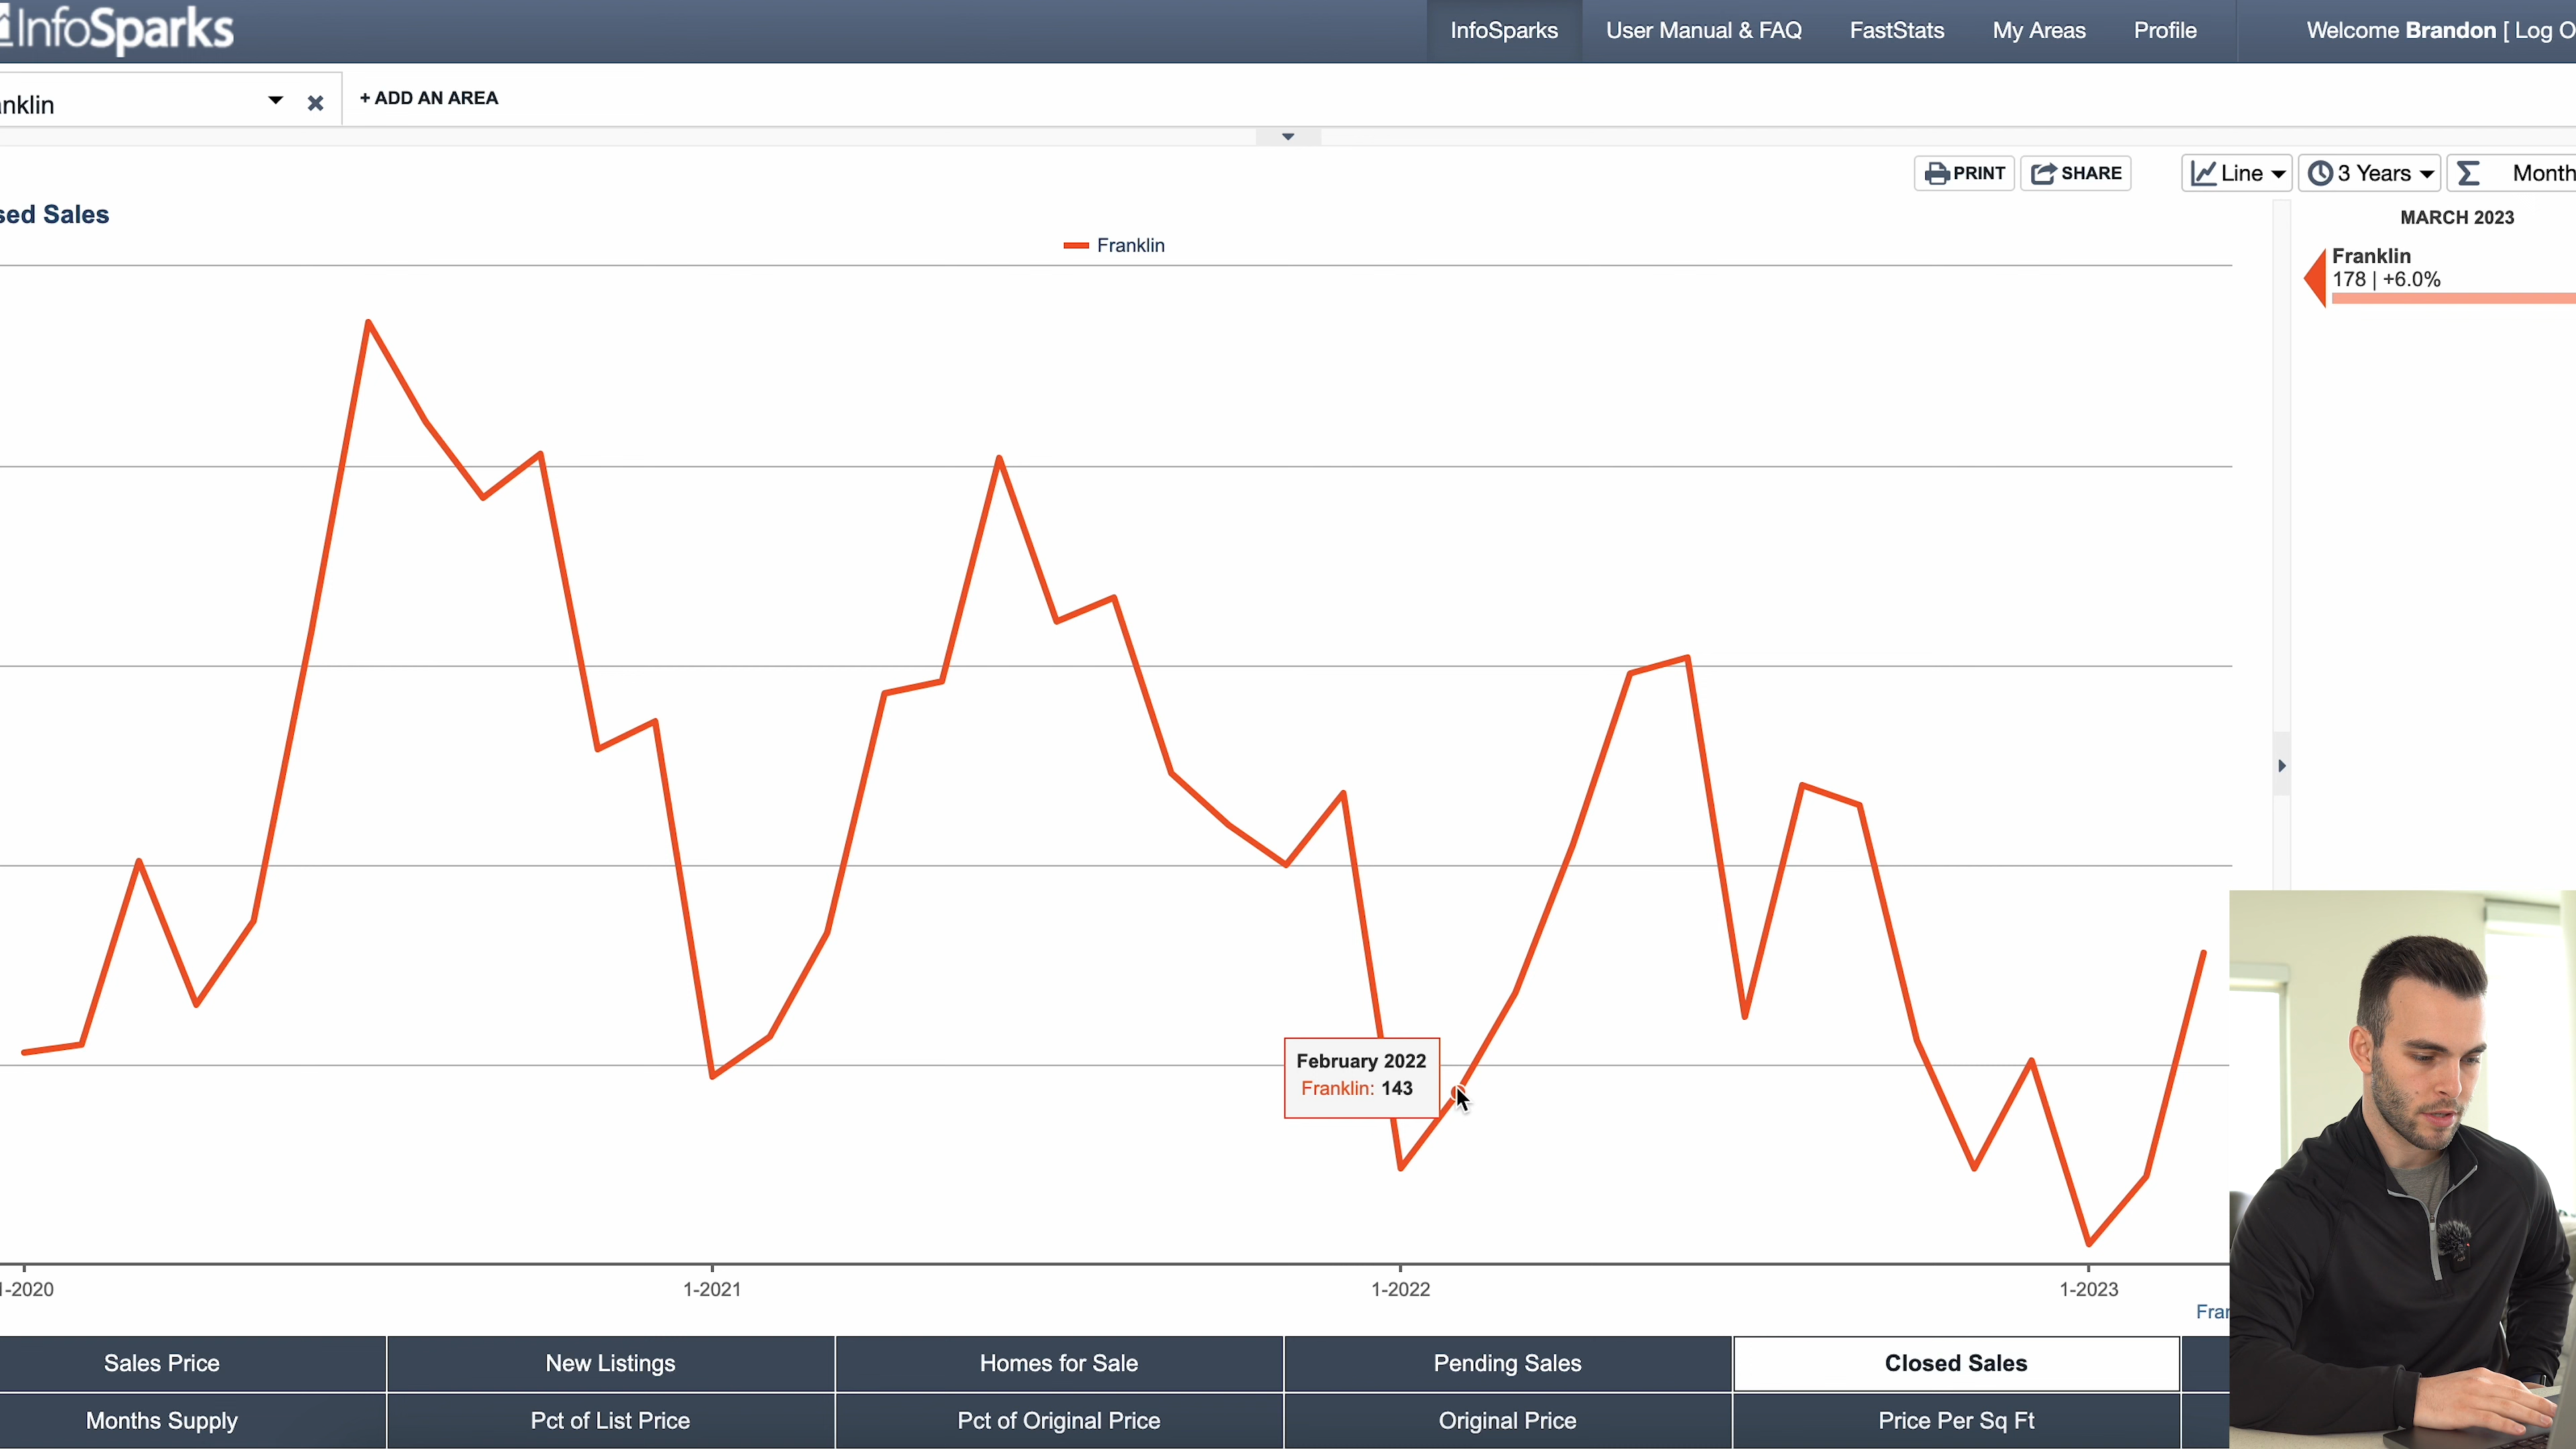 InfoSparks
InfoSparks
User Manual & FAQ
FastStats
My Areas
Profile
Welcome Brandon [ Log O
nklin
+ ADD AN AREA
PRINT
SHARE
Line
3 Years
Month
sed Sales
Franklin
MARCH 2023
Franklin
178 | +6.0%
February 2022
Franklin: 143
1-2020
1-2021
1-2022
1-2023
Fran
Sales Price
New Listings
Homes for Sale
Pending Sales
Closed Sales
Months Supply
Pct of List Price
Pct of Original Price
Original Price
Price Per Sq Ft